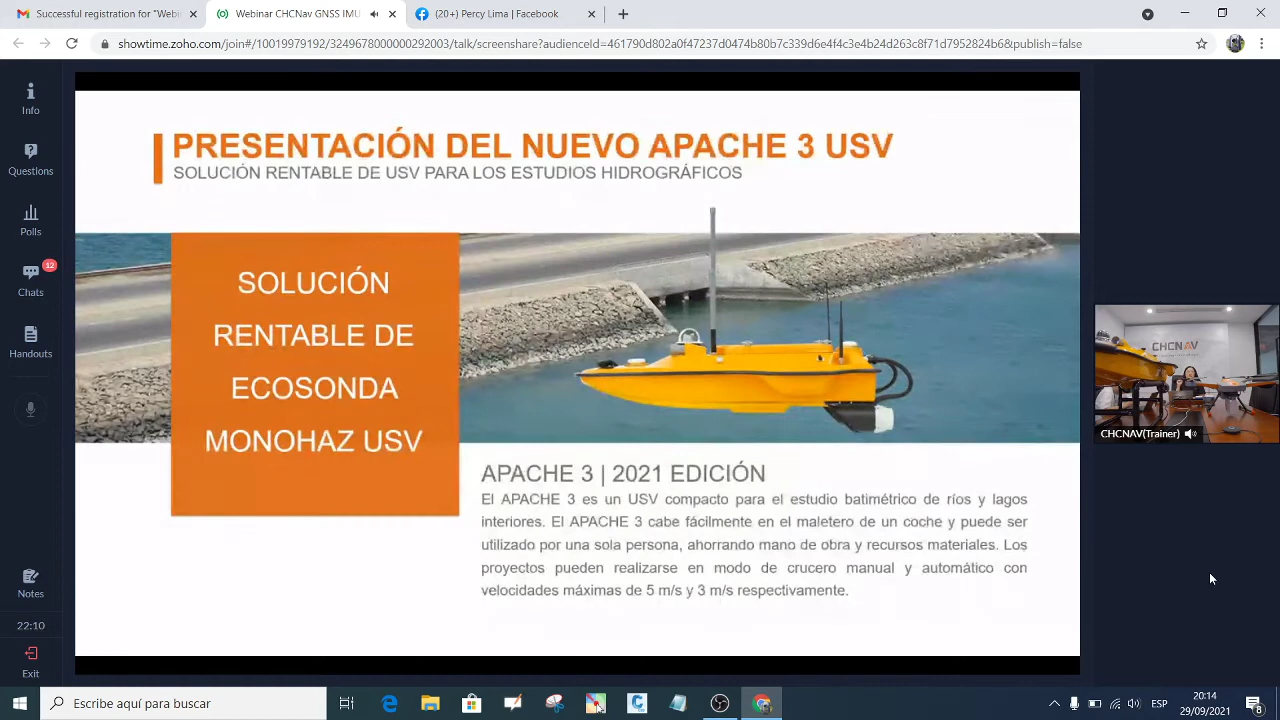 Successful registration for "Webi
Webinar CHCNav GNSS IMU
(20+) Percy Lima | Facebook
showtime.zoho.com/join#/10019979192/3249678000000292003/talk/screenshare?audienceId=461790d802a0f47237d0474b80b7c339d6e4f4c3b4d24d263c8f71d7952824b68&publish=false
Info
Questions
Polls
12
Chats
Handouts
Notes
22:10
Exit
PRESENTACIÓN DEL NUEVO APACHE 3 USV
SOLUCIÓN RENTABLE DE USV PARA LOS ESTUDIOS HIDROGRÁFICOS
SOLUCIÓN
RENTABLE DE
ECOSONDA
MONOHAZ USV
APACHE 3 | 2021 EDICIÓN
El APACHE 3 es un USV compacto para el estudio batimétrico de ríos y lagos
interiores. El APACHE 3 cabe fácilmente en el maletero de un coche y puede ser
utilizado por una sola persona, ahorrando mano de obra y recursos materiales. Los
proyectos pueden realizarse en modo de crucero manual y automático con
velocidades máximas de 5 m/s y 3 m/s respectivamente.
CHCNAV
CHCNAV(Trainer)
Escribe aquí para buscar
ESP
20:14
29/09/2021
8